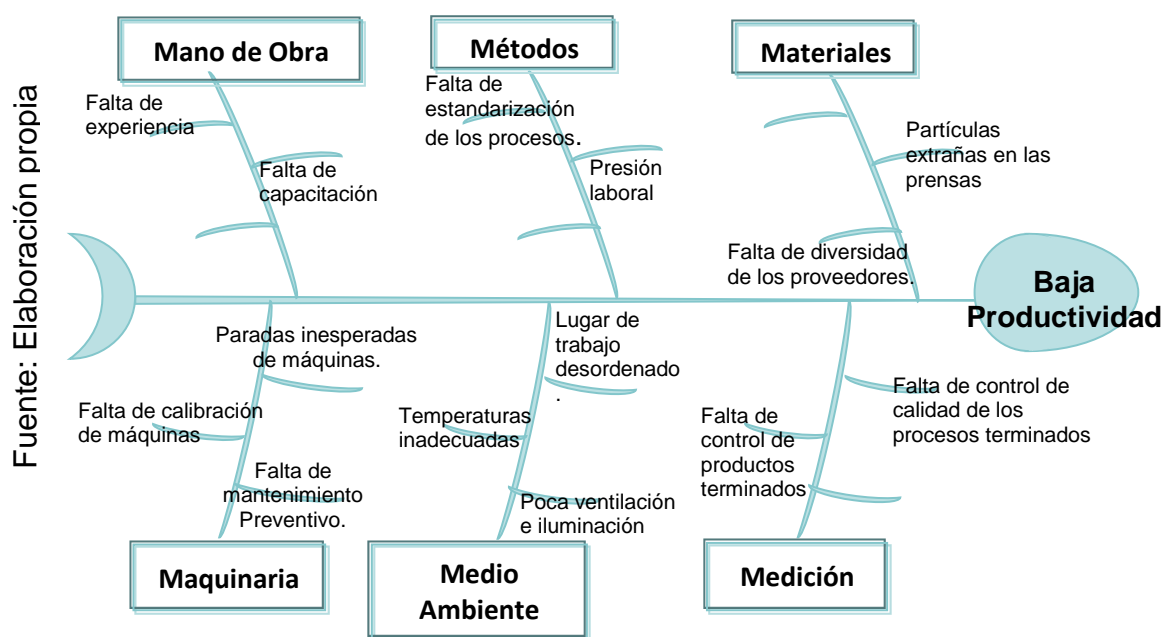 Fuente: Elaboración propia
Mano de Obra
Métodos
Materiales
Falta de
experiencia
Falta de
capacitación
Falta de
estandarización
de los procesos.
Presión
laboral
Partículas
extrañas en las
prensas
Falta de diversidad
de los proveedores.
Baja
Productividad
Paradas inesperadas
de máquinas.
Falta de calibración
de máquinas
Falta de
mantenimiento
Preventivo.
Lugar de
trabajo
desordenado
.
Temperaturas
inadecuadas
Poca ventilación
e iluminación
Falta de
control de
productos
terminados
Falta de control de
calidad de los
procesos terminados
Maquinaria
Medio
Ambiente
Medición